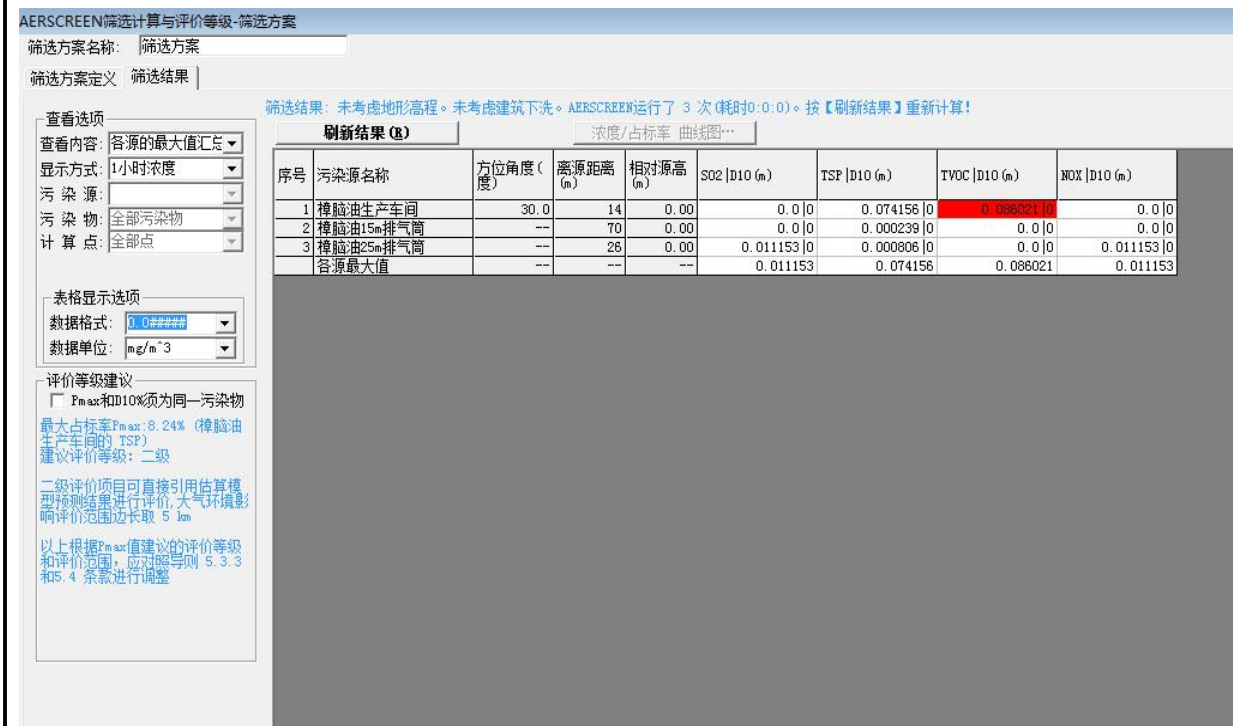 AERSCREEN筛选计算与评价等级-筛选方案
筛选方案名称: 筛选方案
筛选方案定义 筛选结果
筛选结果: 未考虑地形高程。未考虑建筑下洗。AERSCREEN运行了 3 次(耗时0:0:0)。按【刷新结果】重新计算!
查看选项
查看内容: 各源的最大值汇总
显示方式: 1小时浓度
污 染 源:
污 染 物: 全部污染物
计 算 点: 全部点
刷新结果(R) 浓度/占标率 曲线图…
序号 污染源名称 方位角度(度) 离源距离(m) 相对源高(m) SO2|D10(m) TSP|D10(m) TVOC|D10(m) NOX|D10(m)
1 樟脑油生产车间 30.0 14 0.00 0.0|0 0.074156|0 0.086021|0 0.0|0
2 樟脑油15m排气筒 -- 70 0.00 0.0|0 0.000239|0 0.0|0 0.0|0
3 樟脑油25m排气筒 -- 26 0.00 0.011153|0 0.000806|0 0.0|0 0.011153|0
各源最大值 -- -- -- 0.011153 0.074156 0.086021 0.011153
表格显示选项
数据格式: 0.0#####
数据单位: mg/m^3
评价等级建议
Pmax和D10%须为同一污染物
最大占标率Pmax:8.24% (樟脑油
生产车间的 TSP)
建议评价等级: 二级
二级评价项目可直接引用估算模
型预测结果进行评价,大气环境影
响评价范围边长取 5 km
以上根据Pmax值建议的评价等级
和评价范围, 应对照导则 5.3.3
和5.4 条款进行调整